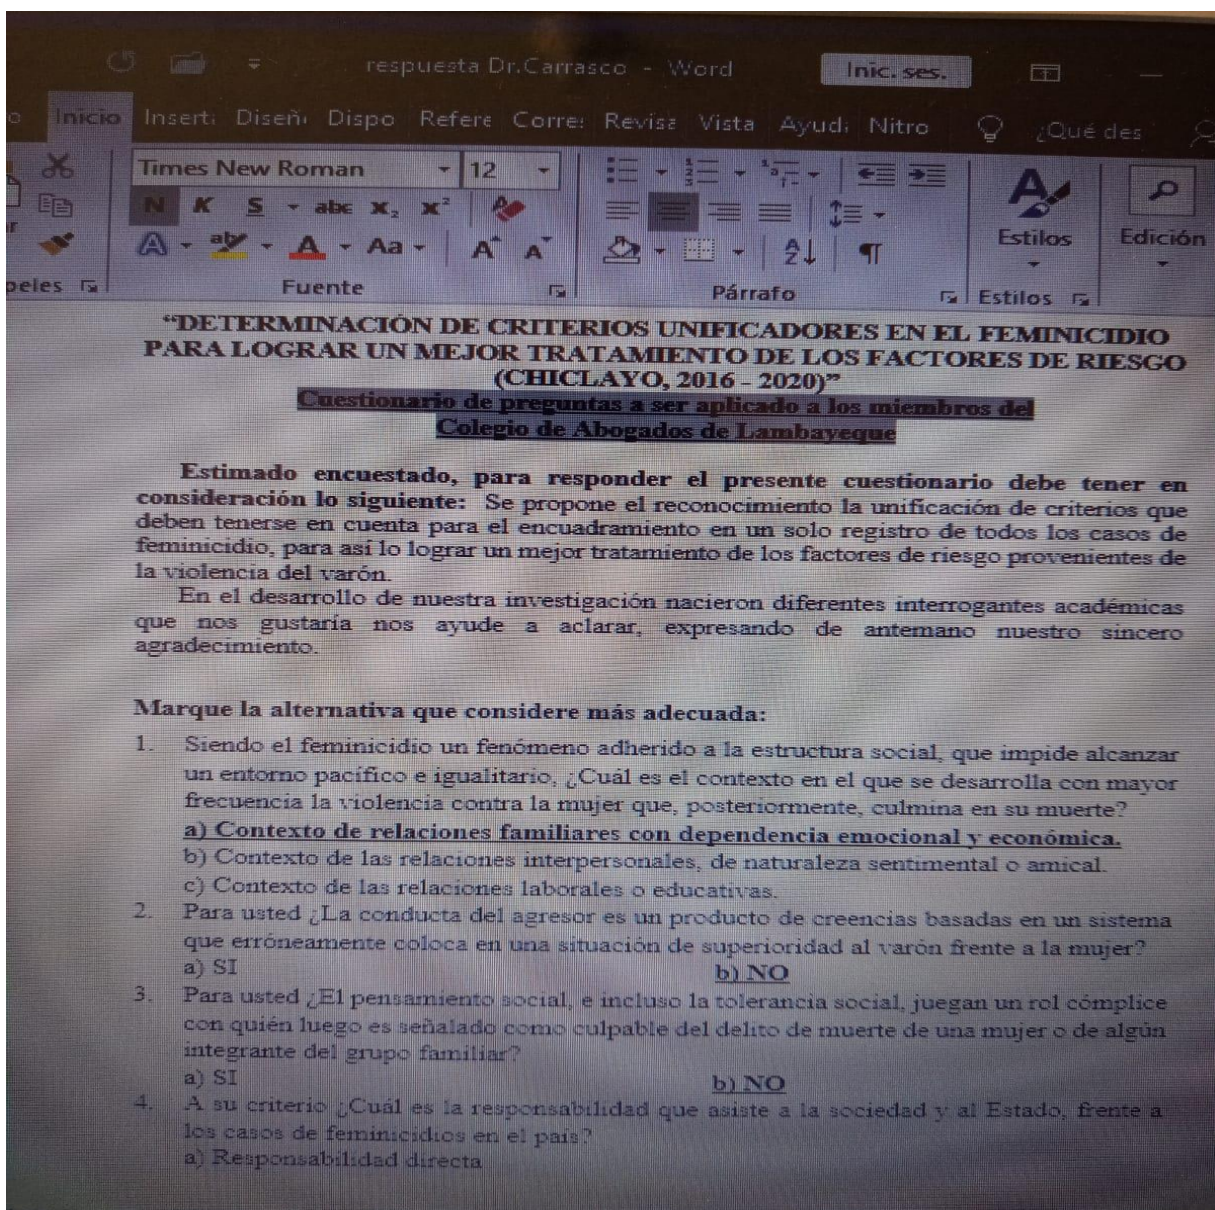 respuesta Dr.Carrasco - Word Inic. ses.
Inicio Insert Diseñ Dispo Refere Corre Revisa Vista Ayud Nitro ¿Qué des
Times New Roman 12
N K S abc X₂ X²
A aby A Aa A A
Estilos Edición
peles Fuente Párrafo Estilos
“DETERMINACIÓN DE CRITERIOS UNIFICADORES EN EL FEMINICIDIO
PARA LOGRAR UN MEJOR TRATAMIENTO DE LOS FACTORES DE RIESGO
(CHICLAYO, 2016 – 2020)”
Cuestionario de preguntas a ser aplicado a los miembros del
Colegio de Abogados de Lambayeque
Estimado encuestado, para responder el presente cuestionario debe tener en
consideración lo siguiente: Se propone el reconocimiento la unificación de criterios que
deben tenerse en cuenta para el encuadramiento en un solo registro de todos los casos de
feminicidio, para así lo lograr un mejor tratamiento de los factores de riesgo provenientes de
la violencia del varón.
En el desarrollo de nuestra investigación nacieron diferentes interrogantes académicas
que nos gustaría nos ayude a aclarar, expresando de antemano nuestro sincero
agradecimiento.
Marque la alternativa que considere más adecuada:
1. Siendo el feminicidio un fenómeno adherido a la estructura social, que impide alcanzar
un entorno pacífico e igualitario, ¿Cuál es el contexto en el que se desarrolla con mayor
frecuencia la violencia contra la mujer que, posteriormente, culmina en su muerte?
a) Contexto de relaciones familiares con dependencia emocional y económica.
b) Contexto de las relaciones interpersonales, de naturaleza sentimental o amical.
c) Contexto de las relaciones laborales o educativas.
2. Para usted ¿La conducta del agresor es un producto de creencias basadas en un sistema
que erróneamente coloca en una situación de superioridad al varón frente a la mujer?
a) SI b) NO
3. Para usted ¿El pensamiento social, e incluso la tolerancia social, juegan un rol cómplice
con quién luego es señalado como culpable del delito de muerte de una mujer o de algún
integrante del grupo familiar?
a) SI b) NO
4. A su criterio ¿Cuál es la responsabilidad que asiste a la sociedad y al Estado, frente a
los casos de feminicidios en el país?
a) Responsabilidad directa